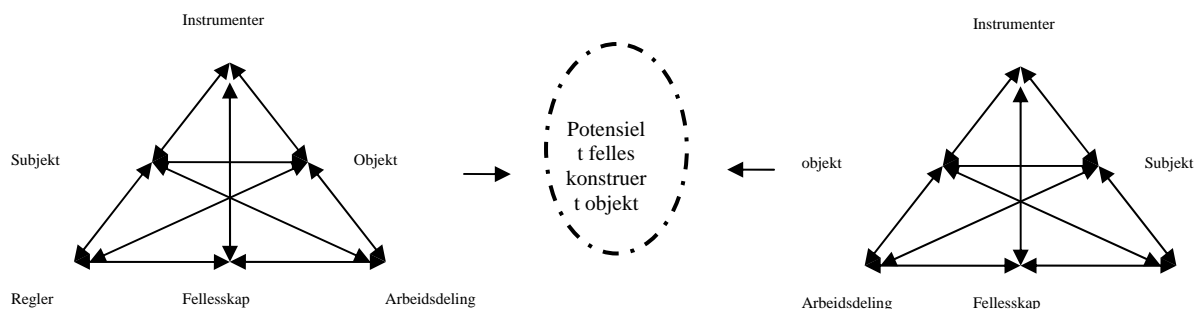 Instrumenter
Instrumenter
Subjekt
Objekt
Potensiel
t felles
konstruer
t objekt
objekt
Subjekt
Regler
Fellesskap
Arbeidsdeling
Arbeidsdeling
Fellesskap